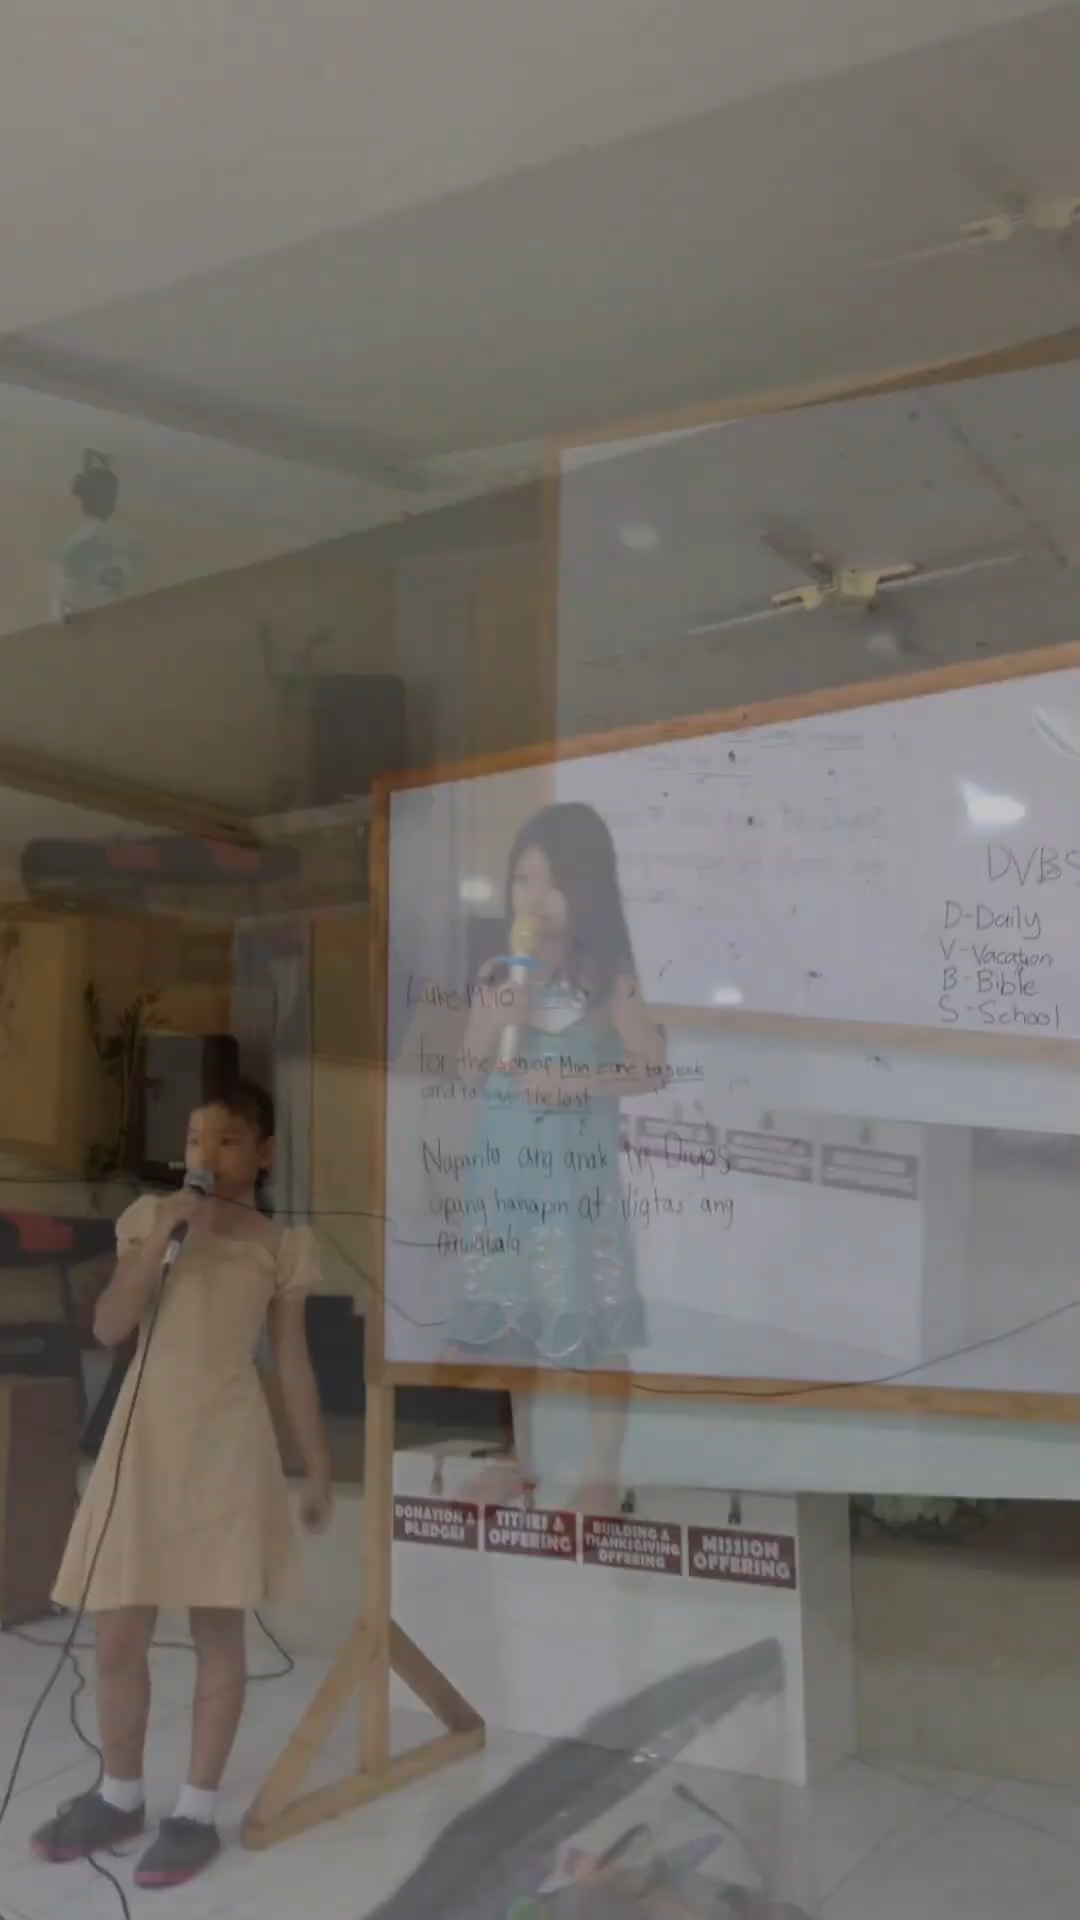 DVBS
D-Daily
V-Vacation
B-Bible
S-School
Luke 19:10
for the son of Man came to seek
and to save the lost
Naparito ang anak ng Diyos
upang hanapin at iligtas ang
nawawala
DONATION &
PLEDGES
TITHES &
OFFERING
BUILDING &
THANKSGIVING
OFFERING
MISSION
OFFERING